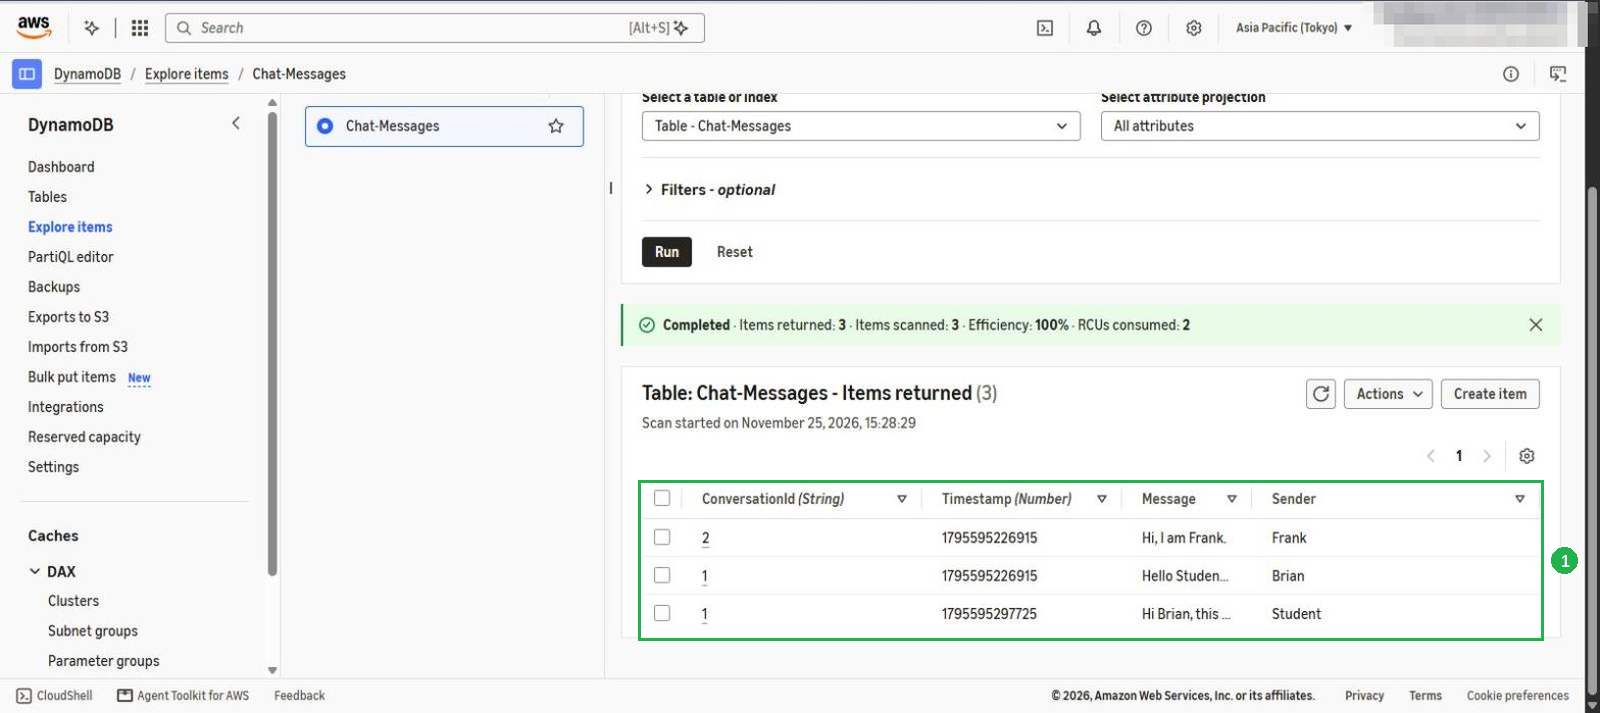 aws
Search [Alt+S]
Asia Pacific (Tokyo)
DynamoDB / Explore items / Chat-Messages
DynamoDB
Dashboard
Tables
Explore items
PartiQL editor
Backups
Exports to S3
Imports from S3
Bulk put items New
Integrations
Reserved capacity
Settings
Caches
DAX
Clusters
Subnet groups
Parameter groups
Chat-Messages
Select a table or index
Table - Chat-Messages
Select attribute projection
All attributes
Filters - optional
Run Reset
Completed · Items returned: 3 · Items scanned: 3 · Efficiency: 100% · RCUs consumed: 2
Table: Chat-Messages - Items returned (3)
Scan started on November 25, 2026, 15:28:29
Actions Create item
1
ConversationId (String) Timestamp (Number) Message Sender
2 1795595226915 Hi, I am Frank. Frank
1 1795595226915 Hello Studen... Brian
1 1795595297725 Hi Brian, this ... Student
1
CloudShell Agent Toolkit for AWS Feedback
© 2026, Amazon Web Services, Inc. or its affiliates. Privacy Terms Cookie preferences